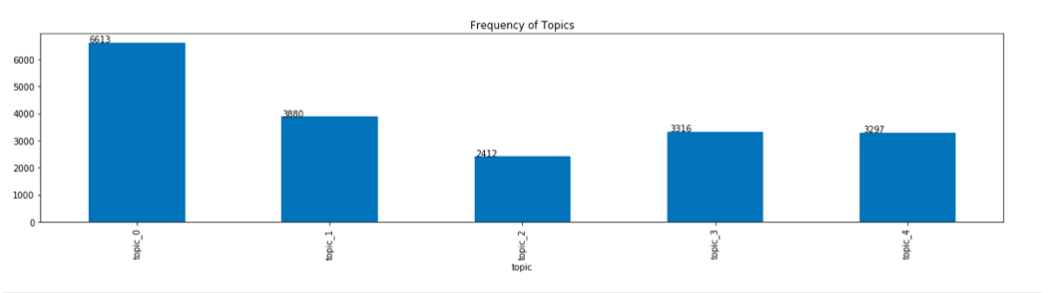 Frequency of Topics
6613
6000
5000
4000
3880
3316
3297
3000
2412
2000
1000
0
topic_0
topic_1
topic_2
topic_3
topic_4
topic